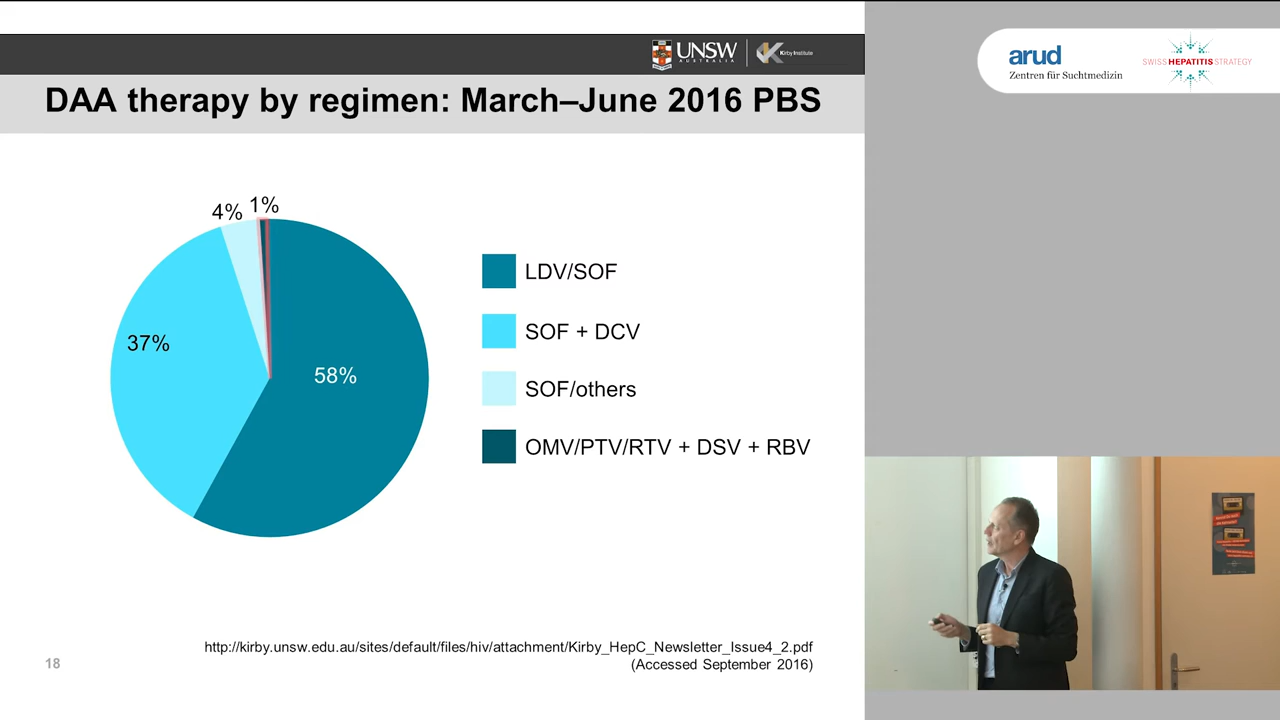 UNSW
AUSTRALIA
Kirby Institute
arud
Zentren für Suchtmedizin
SWISS HEPATITIS STRATEGY
DAA therapy by regimen: March–June 2016 PBS
4%
1%
37%
58%
LDV/SOF
SOF + DCV
SOF/others
OMV/PTV/RTV + DSV + RBV
http://kirby.unsw.edu.au/sites/default/files/hiv/attachment/Kirby_HepC_Newsletter_Issue4_2.pdf
(Accessed September 2016)
18